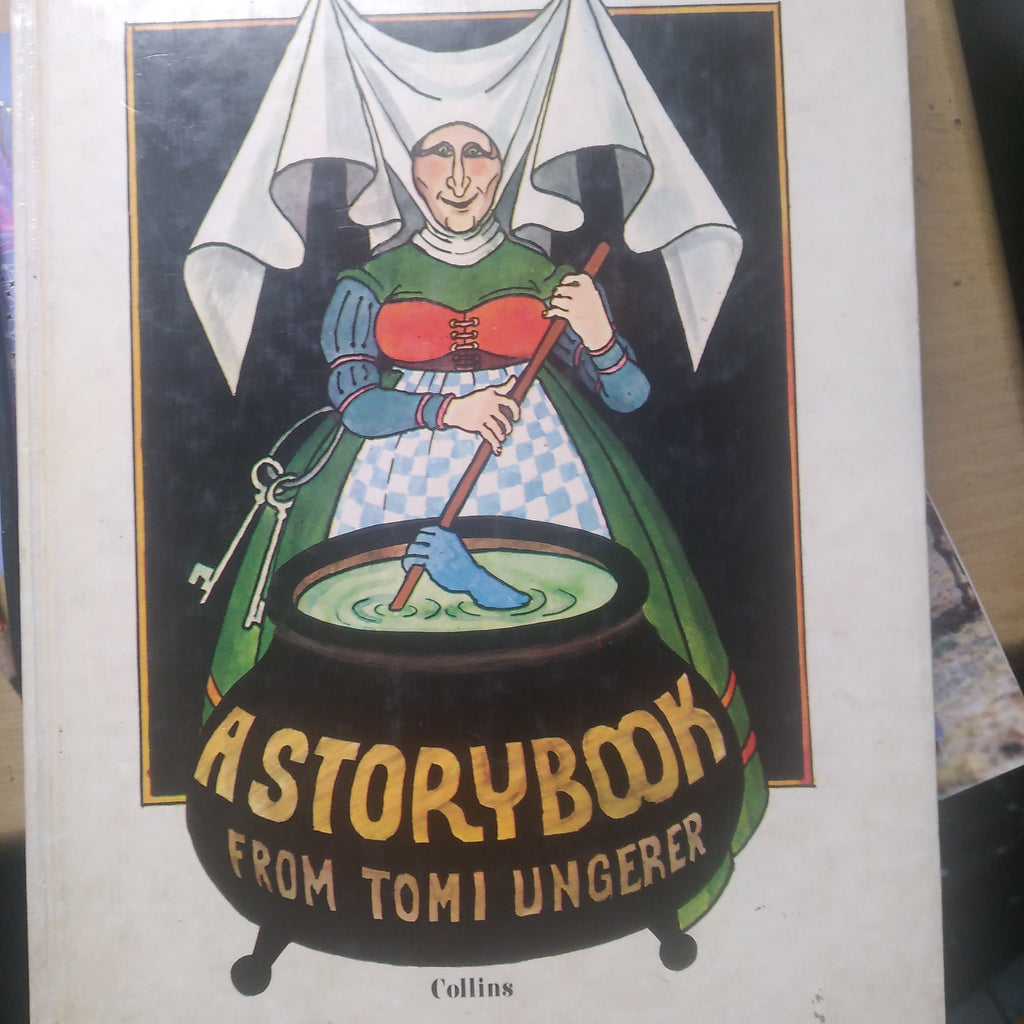 A STORYBOOK
FROM TOMI UNGERER
Collins